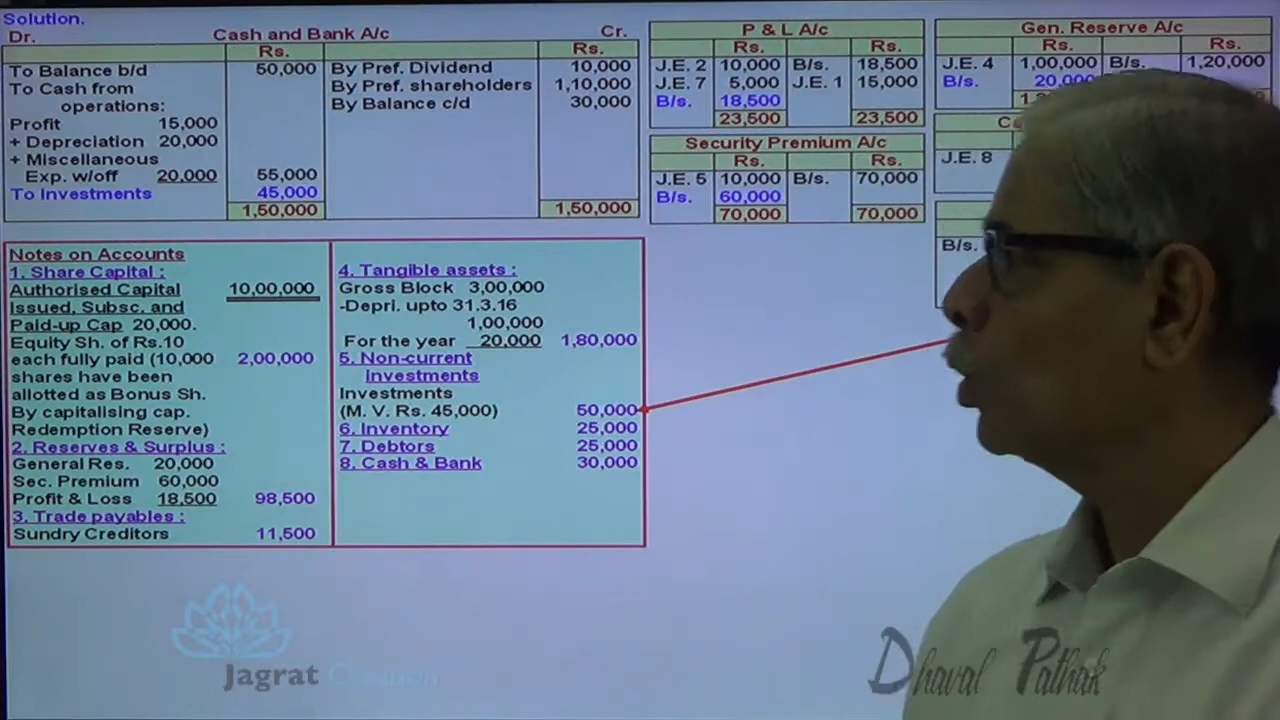 Solution.
Dr. Cash and Bank A/c Cr.
Rs. Rs.
To Balance b/d 50,000 By Pref. Dividend 10,000
To Cash from By Pref. shareholders 1,10,000
operations: By Balance c/d 30,000
Profit 15,000
+ Depreciation 20,000
+ Miscellaneous
Exp. w/off 20,000 55,000
To Investments 45,000
1,50,000 1,50,000
P & L A/c
Rs. Rs.
J.E. 2 10,000 B/s. 18,500
J.E. 7 5,000 J.E. 1 15,000
B/s. 18,500
23,500 23,500
Security Premium A/c
Rs. Rs.
J.E. 5 10,000 B/s. 70,000
B/s. 60,000
70,000 70,000
Gen. Reserve A/c
Rs. Rs.
J.E. 4 1,00,000 B/s. 1,20,000
B/s. 20,000
J.E. 8
B/s.
Notes on Accounts
1. Share Capital :
Authorised Capital 10,00,000
Issued, Subsc, and
Paid-up Cap 20,000.
Equity Sh. of Rs.10
each fully paid (10,000 2,00,000
shares have been
allotted as Bonus Sh.
By capitalising cap.
Redemption Reserve)
2. Reserves & Surplus :
General Res. 20,000
Sec. Premium 60,000
Profit & Loss 18,500 98,500
3. Trade payables :
Sundry Creditors 11,500
4. Tangible assets :
Gross Block 3,00,000
-Depri. upto 31.3.16
1,00,000
For the year 20,000 1,80,000
5. Non-current
investments
Investments
(M. V. Rs. 45,000) 50,000
6. Inventory 25,000
7. Debtors 25,000
8. Cash & Bank 30,000
Jagrat
Dhaval Pathak